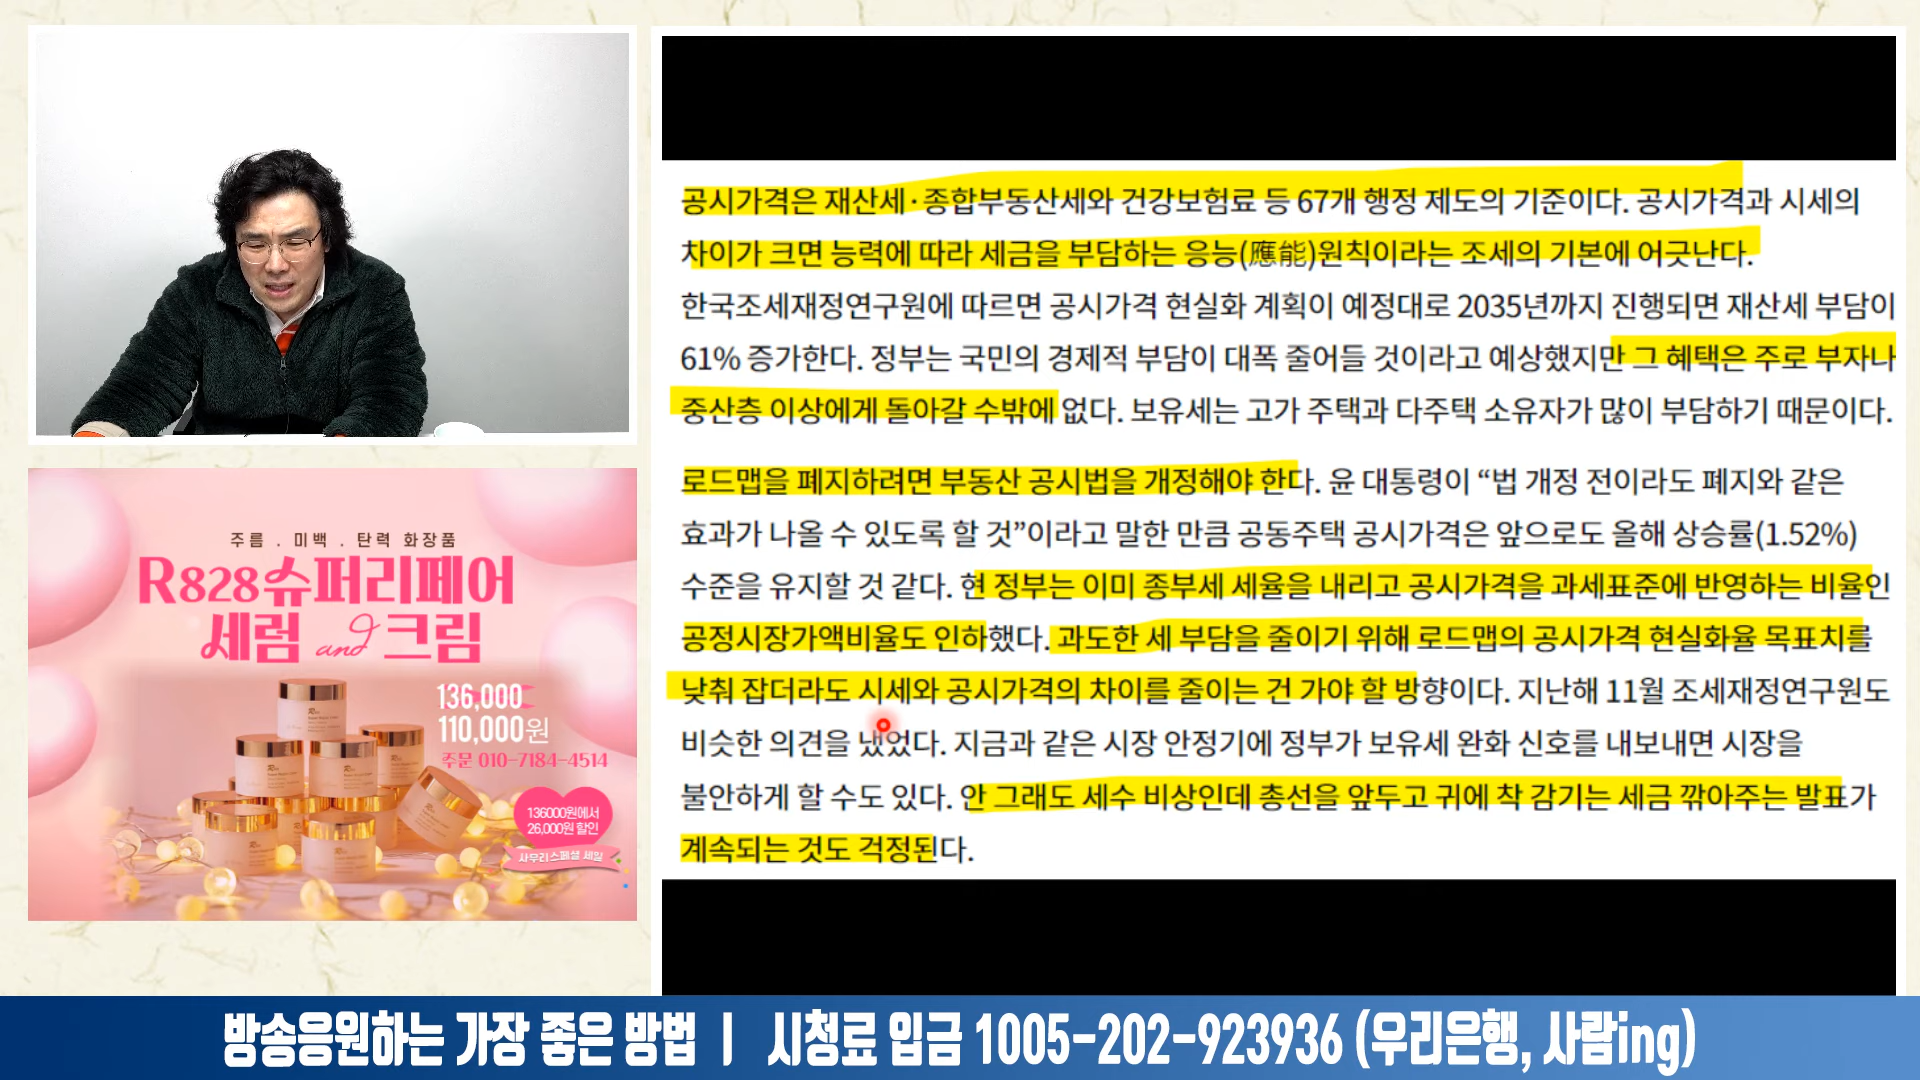 공시가격은 재산세·종합부동산세와 건강보험료 등 67개 행정 제도의 기준이다. 공시가격과 시세의
차이가 크면 능력에 따라 세금을 부담하는 응능(應能)원칙이라는 조세의 기본에 어긋난다.
한국조세재정연구원에 따르면 공시가격 현실화 계획이 예정대로 2035년까지 진행되면 재산세 부담이
61% 증가한다. 정부는 국민의 경제적 부담이 대폭 줄어들 것이라고 예상했지만 그 혜택은 주로 부자나
중산층 이상에게 돌아갈 수밖에 없다. 보유세는 고가 주택과 다주택 소유자가 많이 부담하기 때문이다.
로드맵을 폐지하려면 부동산 공시법을 개정해야 한다. 윤 대통령이 “법 개정 전이라도 폐지와 같은
효과가 나올 수 있도록 할 것”이라고 말한 만큼 공동주택 공시가격은 앞으로도 올해 상승률(1.52%)
수준을 유지할 것 같다. 현 정부는 이미 종부세 세율을 내리고 공시가격을 과세표준에 반영하는 비율인
공정시장가액비율도 인하했다. 과도한 세 부담을 줄이기 위해 로드맵의 공시가격 현실화율 목표치를
낮춰 잡더라도 시세와 공시가격의 차이를 줄이는 건 가야 할 방향이다. 지난해 11월 조세재정연구원도
비슷한 의견을 냈었다. 지금과 같은 시장 안정기에 정부가 보유세 완화 신호를 내보내면 시장을
불안하게 할 수도 있다. 안 그래도 세수 비상인데 총선을 앞두고 귀에 착 감기는 세금 깎아주는 발표가
계속되는 것도 걱정된다.
주름 . 미백 . 탄력 화장품
R828슈퍼리페어
세럼 and 크림
136,000
110,000원
주문 010-7184-4514
136000원에서
26,000원 할인
사무리스페셜 세일
방송응원하는 가장 좋은 방법 ㅣ 시청료 입금 1005-202-923936 (우리은행, 사람ing)